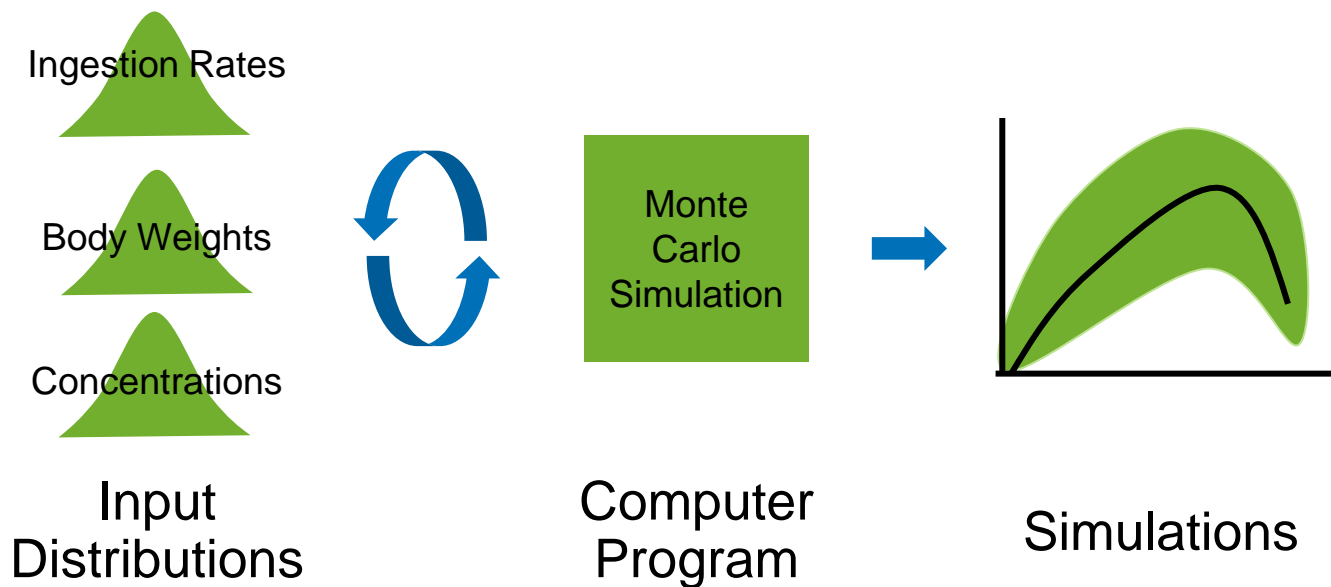 Ingestion Rates
Body Weights
Concentrations
Input
Distributions
Monte
Carlo
Simulation
Computer
Program
Simulations